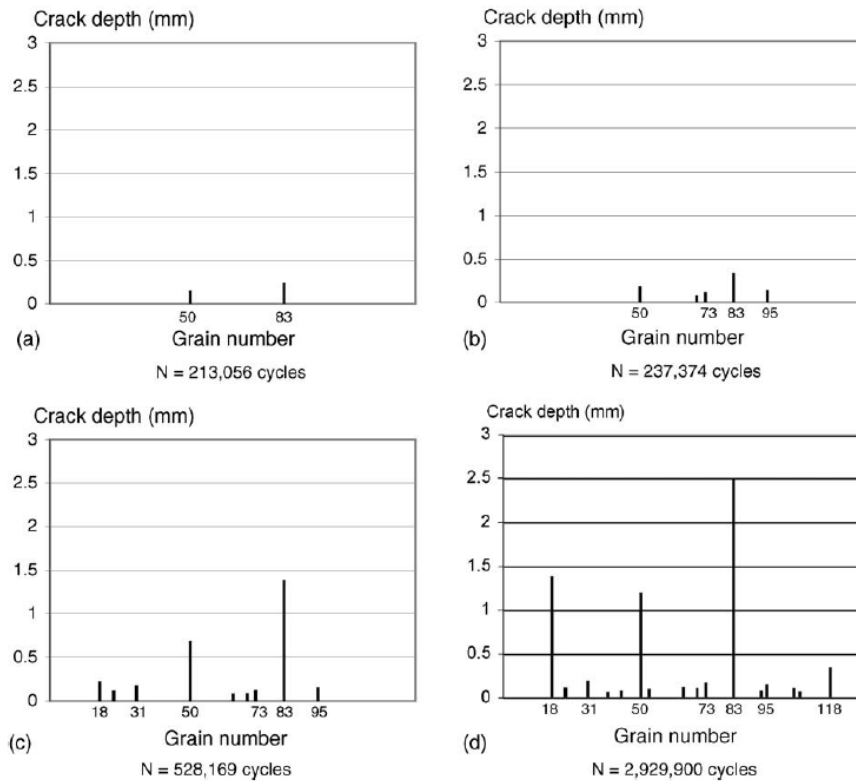 Crack depth (mm)
3
2.5
2
1.5
1
0.5
0
50 83
(a) Grain number
N = 213,056 cycles
Crack depth (mm)
3
2.5
2
1.5
1
0.5
0
50 73 83 95
(b) Grain number
N = 237,374 cycles
Crack depth (mm)
3
2.5
2
1.5
1
0.5
0
18 31 50 73 83 95
(c) Grain number
N = 528,169 cycles
Crack depth (mm)
3
2.5
2
1.5
1
0.5
0
18 31 50 73 83 95 118
(d) Grain number
N = 2,929,900 cycles